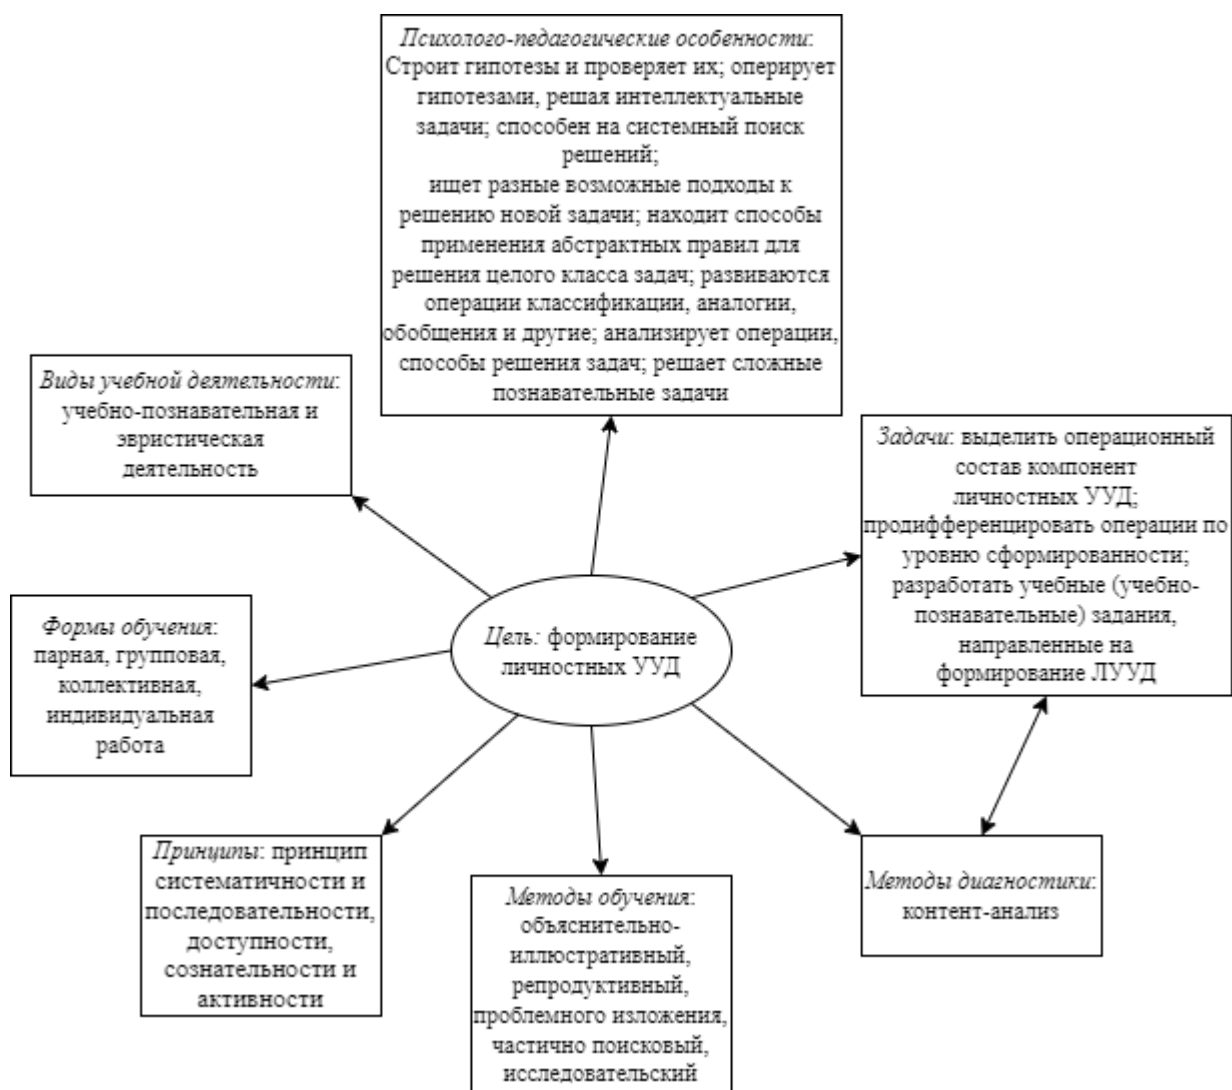 Психолого-педагогические особенности:
Строит гипотезы и проверяет их; оперирует
гипотезами, решая интеллектуальные
задачи; способен на системный поиск
решений;
ищет разные возможные подходы к
решению новой задачи; находит способы
применения абстрактных правил для
решения целого класса задач; развиваются
операции классификации, аналогии,
обобщения и другие; анализирует операции,
способы решения задач; решает сложные
познавательные задачи
Виды учебной деятельности:
учебно-познавательная и
эвристическая
деятельность
Задачи: выделить операционный
состав компонент
личностных УУД;
продифференцировать операции по
уровню сформированности;
разработать учебные (учебно-
познавательные) задания,
направленные на
формирование ЛУУД
Формы обучения:
парная, групповая,
коллективная,
индивидуальная
работа
Цель: формирование
личностных УУД
Принципы: принцип
систематичности и
последовательности,
доступности,
сознательности и
активности
Методы обучения:
объяснительно-
иллюстративный,
репродуктивный,
проблемного изложения,
частично поисковый,
исследовательский
Методы диагностики:
контент-анализ